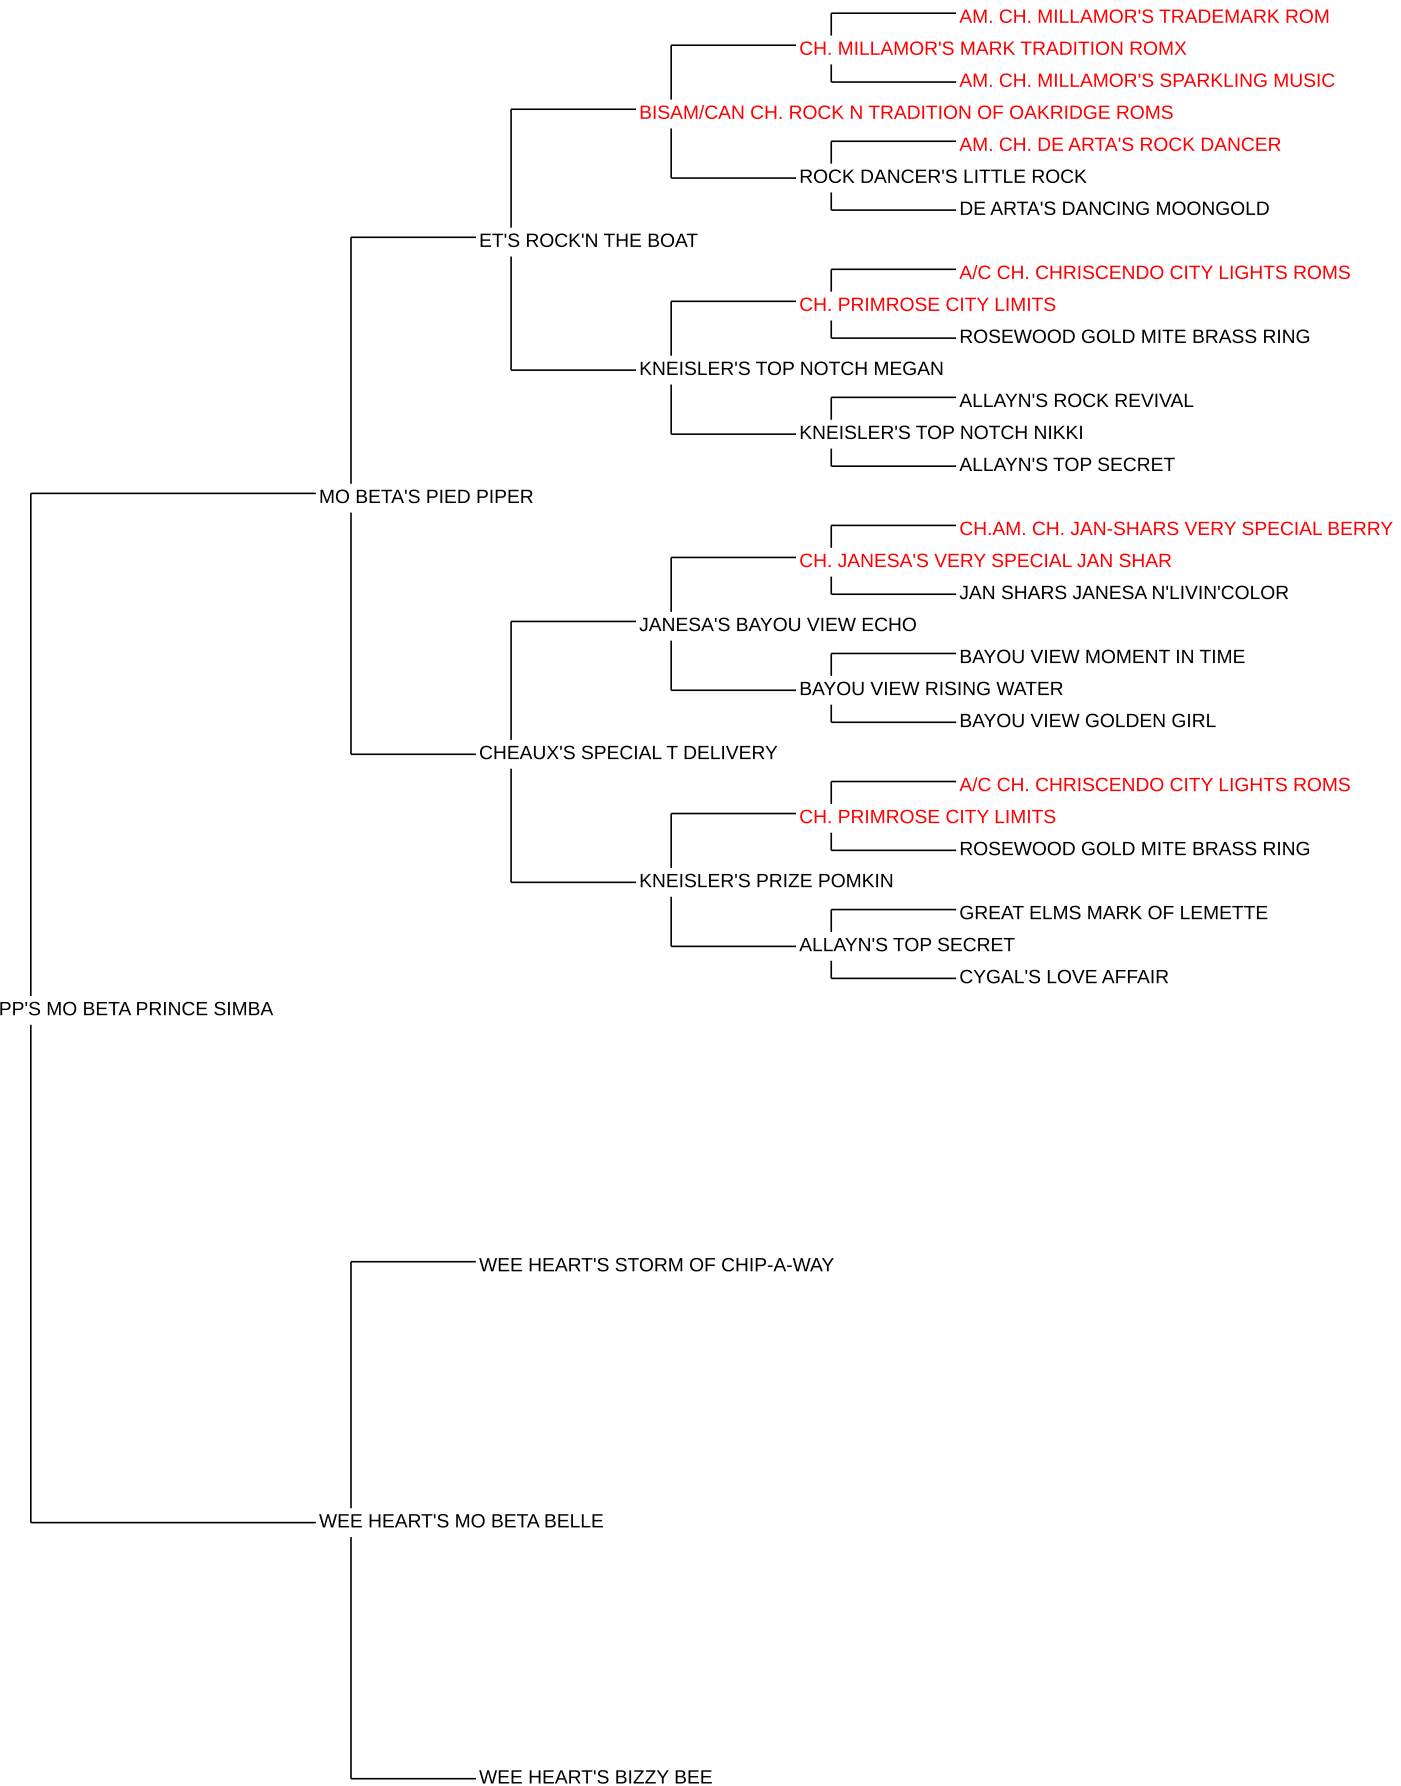 AM. CH. MILLAMOR'S TRADEMARK ROM
CH. MILLAMOR'S MARK TRADITION ROMX
AM. CH. MILLAMOR'S SPARKLING MUSIC
BISAM/CAN CH. ROCK N TRADITION OF OAKRIDGE ROMS
AM. CH. DE ARTA'S ROCK DANCER
ROCK DANCER'S LITTLE ROCK
DE ARTA'S DANCING MOONGOLD
ET'S ROCK'N THE BOAT
A/C CH. CHRISCENDO CITY LIGHTS ROMS
CH. PRIMROSE CITY LIMITS
ROSEWOOD GOLD MITE BRASS RING
KNEISLER'S TOP NOTCH MEGAN
ALLAYN'S ROCK REVIVAL
KNEISLER'S TOP NOTCH NIKKI
ALLAYN'S TOP SECRET
MO BETA'S PIED PIPER
CH.AM. CH. JAN-SHARS VERY SPECIAL BERRY
CH. JANESA'S VERY SPECIAL JAN SHAR
JAN SHARS JANESA N'LIVIN'COLOR
JANESA'S BAYOU VIEW ECHO
BAYOU VIEW MOMENT IN TIME
BAYOU VIEW RISING WATER
BAYOU VIEW GOLDEN GIRL
CHEAUX'S SPECIAL T DELIVERY
A/C CH. CHRISCENDO CITY LIGHTS ROMS
CH. PRIMROSE CITY LIMITS
ROSEWOOD GOLD MITE BRASS RING
KNEISLER'S PRIZE POMKIN
GREAT ELMS MARK OF LEMETTE
ALLAYN'S TOP SECRET
CYGAL'S LOVE AFFAIR
PP'S MO BETA PRINCE SIMBA
WEE HEART'S STORM OF CHIP-A-WAY
WEE HEART'S MO BETA BELLE
WEE HEART'S BIZZY BEE